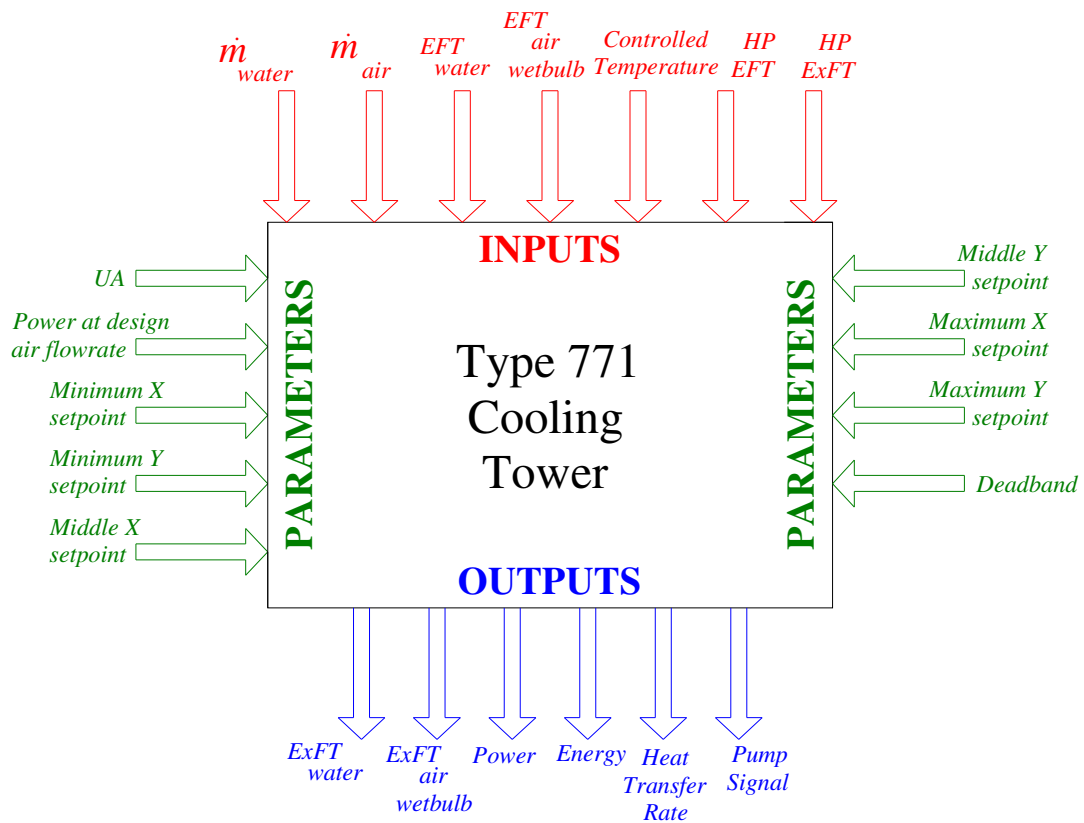 ṁ water
ṁ air
EFT water
EFT air wetbulb
Controlled
Temperature
HP
EFT
HP
ExFT
INPUTS
UA
Power at design
air flowrate
Minimum X
setpoint
Minimum Y
setpoint
Middle X
setpoint
PARAMETERS
Type 771
Cooling
Tower
PARAMETERS
Middle Y
setpoint
Maximum X
setpoint
Maximum Y
setpoint
Deadband
OUTPUTS
ExFT
water
ExFT
air
wetbulb
Power
Energy
Heat
Transfer
Rate
Pump
Signal